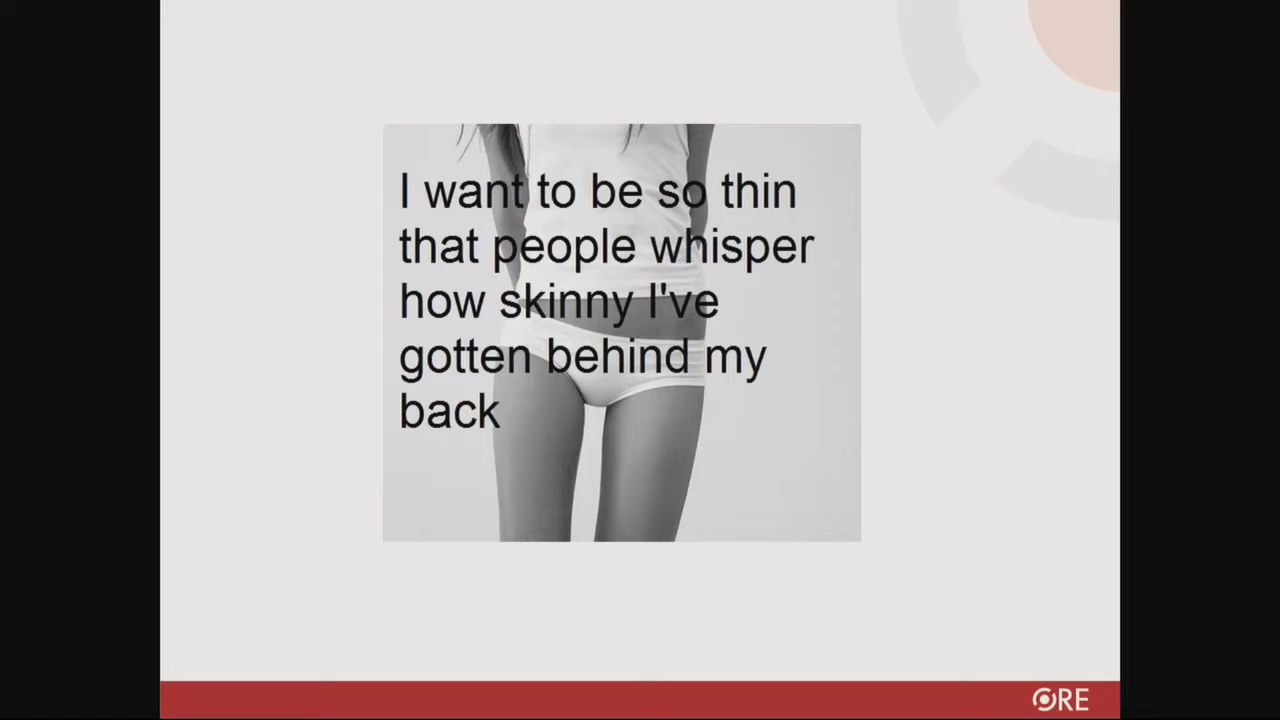 I want to be so thin
that people whisper
how skinny I've
gotten behind my
back
ORE